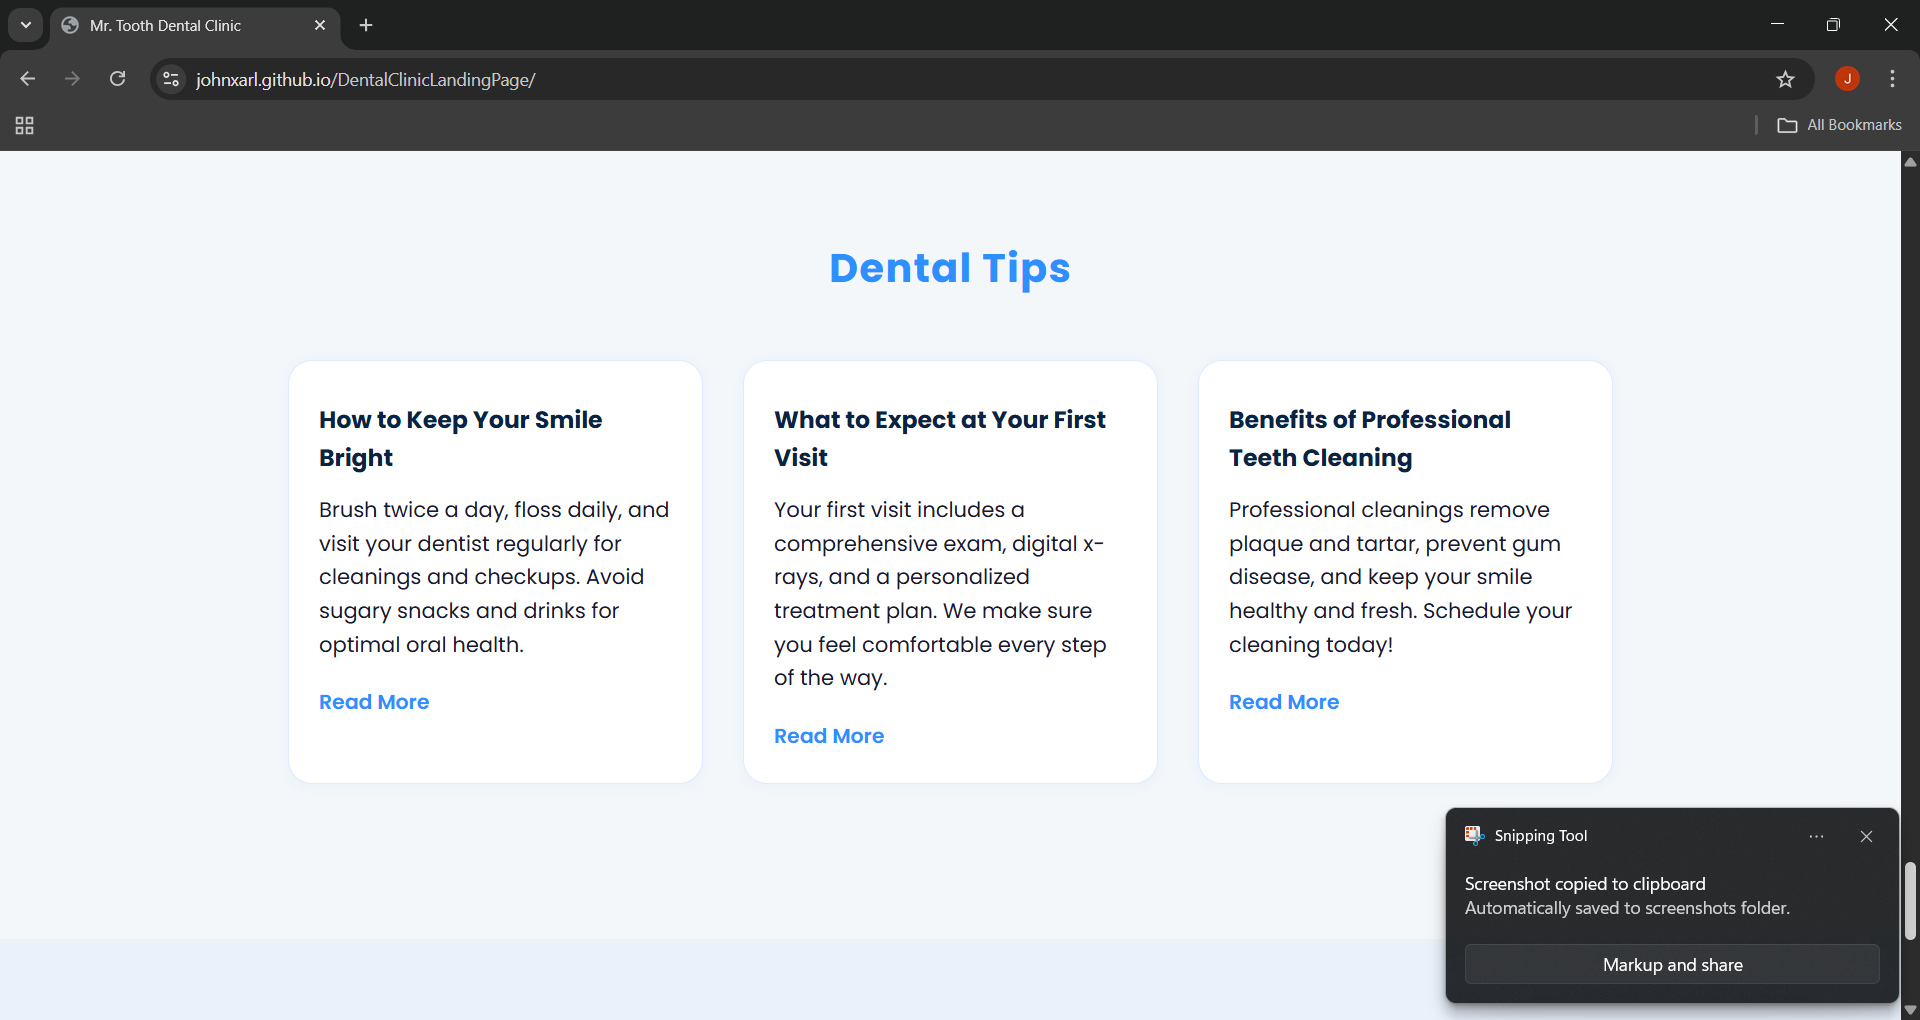 Mr. Tooth Dental Clinic
johnxarl.github.io/DentalClinicLandingPage/
J
All Bookmarks
Dental Tips
How to Keep Your Smile
Bright
Brush twice a day, floss daily, and
visit your dentist regularly for
cleanings and checkups. Avoid
sugary snacks and drinks for
optimal oral health.
Read More
What to Expect at Your First
Visit
Your first visit includes a
comprehensive exam, digital x-
rays, and a personalized
treatment plan. We make sure
you feel comfortable every step
of the way.
Read More
Benefits of Professional
Teeth Cleaning
Professional cleanings remove
plaque and tartar, prevent gum
disease, and keep your smile
healthy and fresh. Schedule your
cleaning today!
Read More
Snipping Tool
Screenshot copied to clipboard
Automatically saved to screenshots folder.
Markup and share